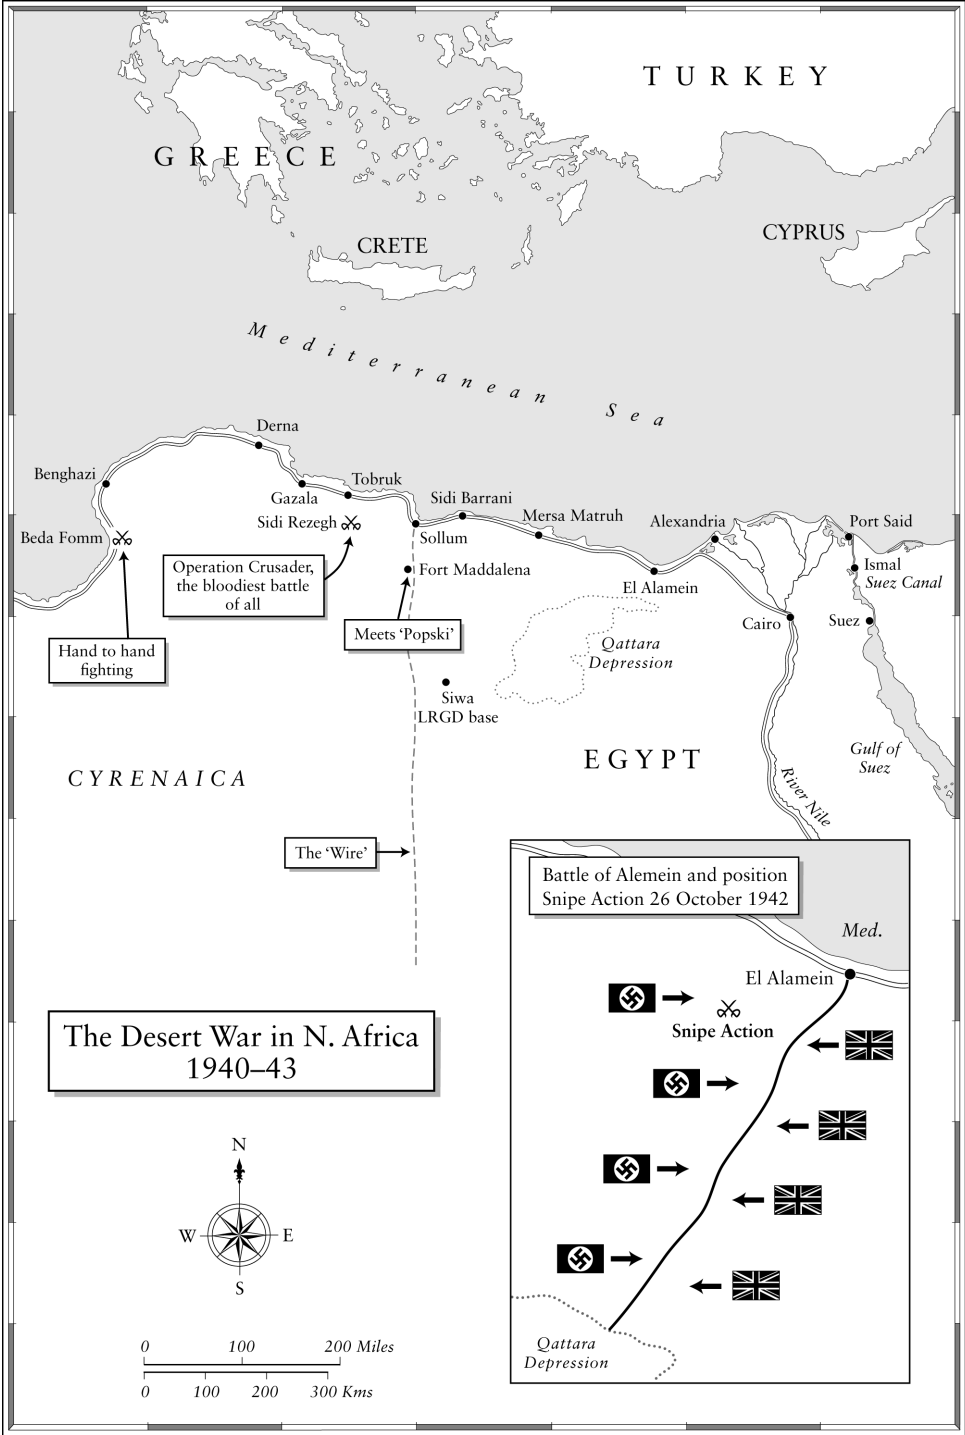 TURKEY
GREECE
CRETE
CYPRUS
Mediterranean Sea
Derna
Benghazi
Gazala
Tobruk
Sidi Barrani
Sidi Rezegh
Mersa Matruh
Alexandria
Port Said
Beda Fomm
Sollum
Operation Crusader,
the bloodiest battle
of all
Fort Maddalena
El Alamein
Ismal
Suez Canal
Cairo
Suez
Meets ‘Popski’
Hand to hand
fighting
Qattara
Depression
Siwa
LRGD base
CYRENAICA
EGYPT
Gulf of
Suez
River Nile
The ‘Wire’
Battle of Alemein and position
Snipe Action 26 October 1942
Med.
El Alamein
Snipe Action
Qattara
Depression
The Desert War in N. Africa
1940–43
N
W E
S
0 100 200 Miles
0 100 200 300 Kms